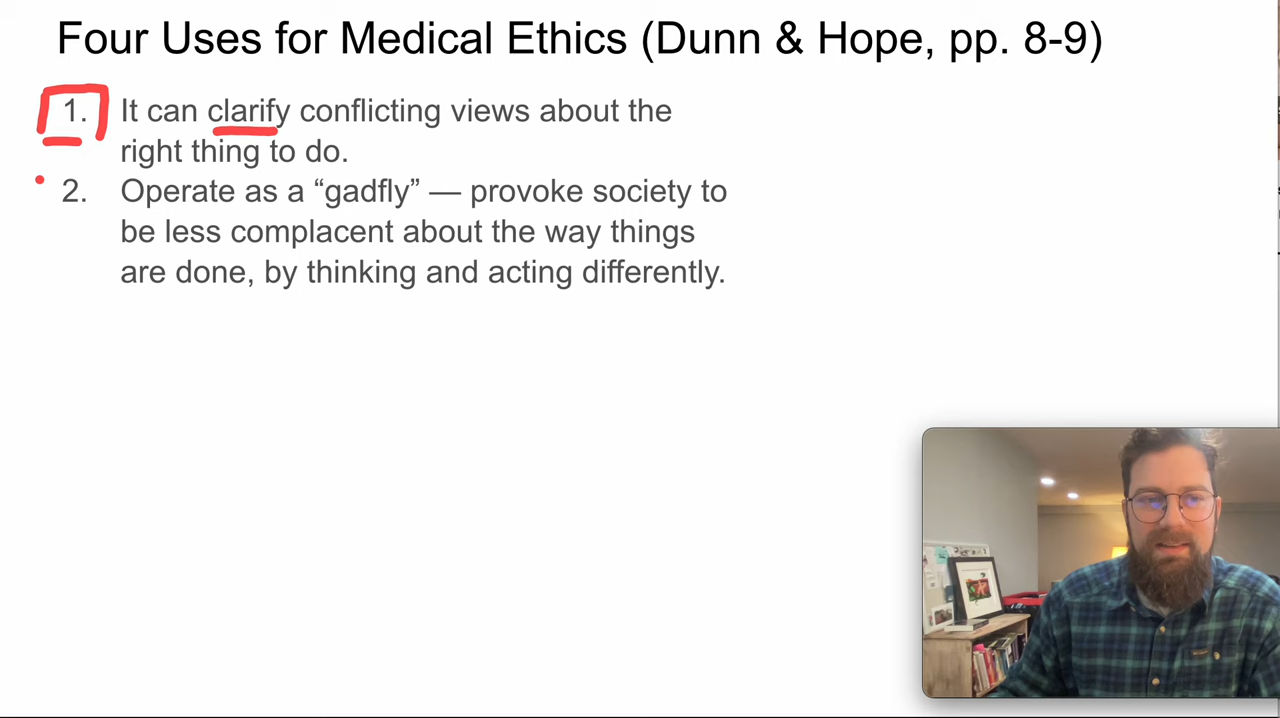 Four Uses for Medical Ethics (Dunn & Hope, pp. 8-9)
1. It can clarify conflicting views about the
right thing to do.
2. Operate as a “gadfly” — provoke society to
be less complacent about the way things
are done, by thinking and acting differently.